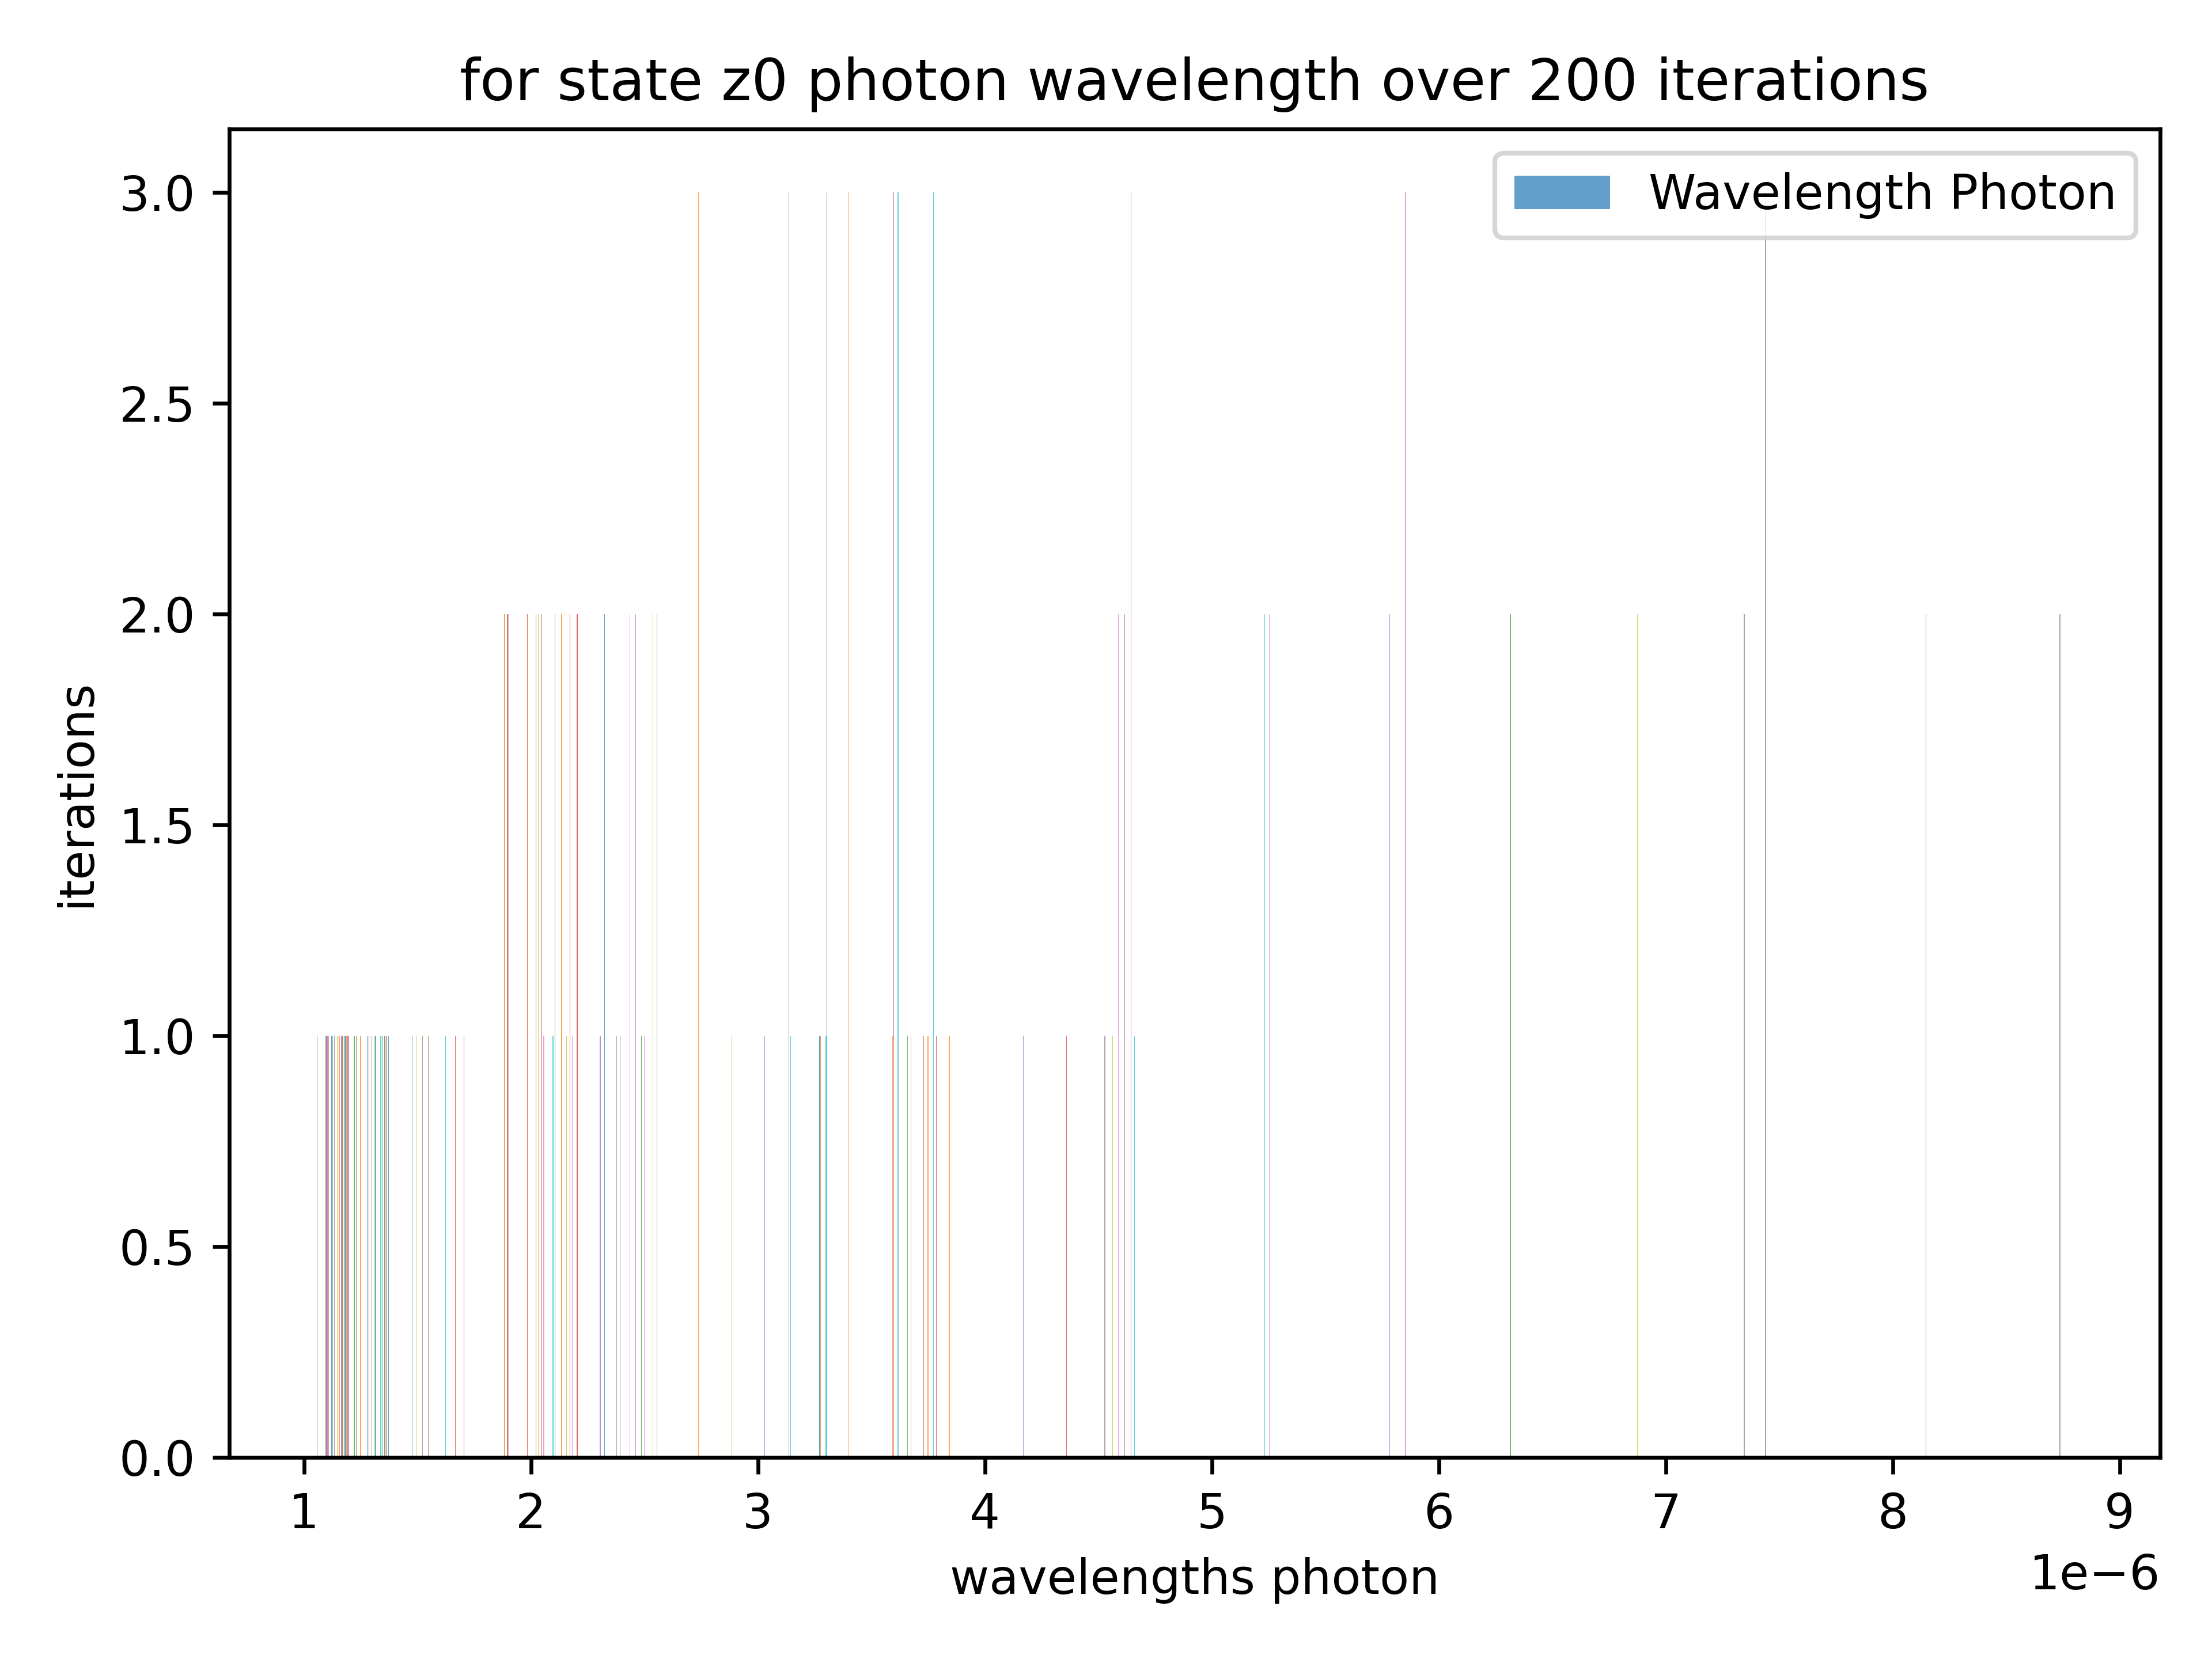 for state z0 photon wavelength over 200 iterations
Wavelength Photon
3.0
2.5
2.0
1.5
1.0
0.5
0.0
iterations
1 2 3 4 5 6 7 8 9
1e−6
wavelengths photon